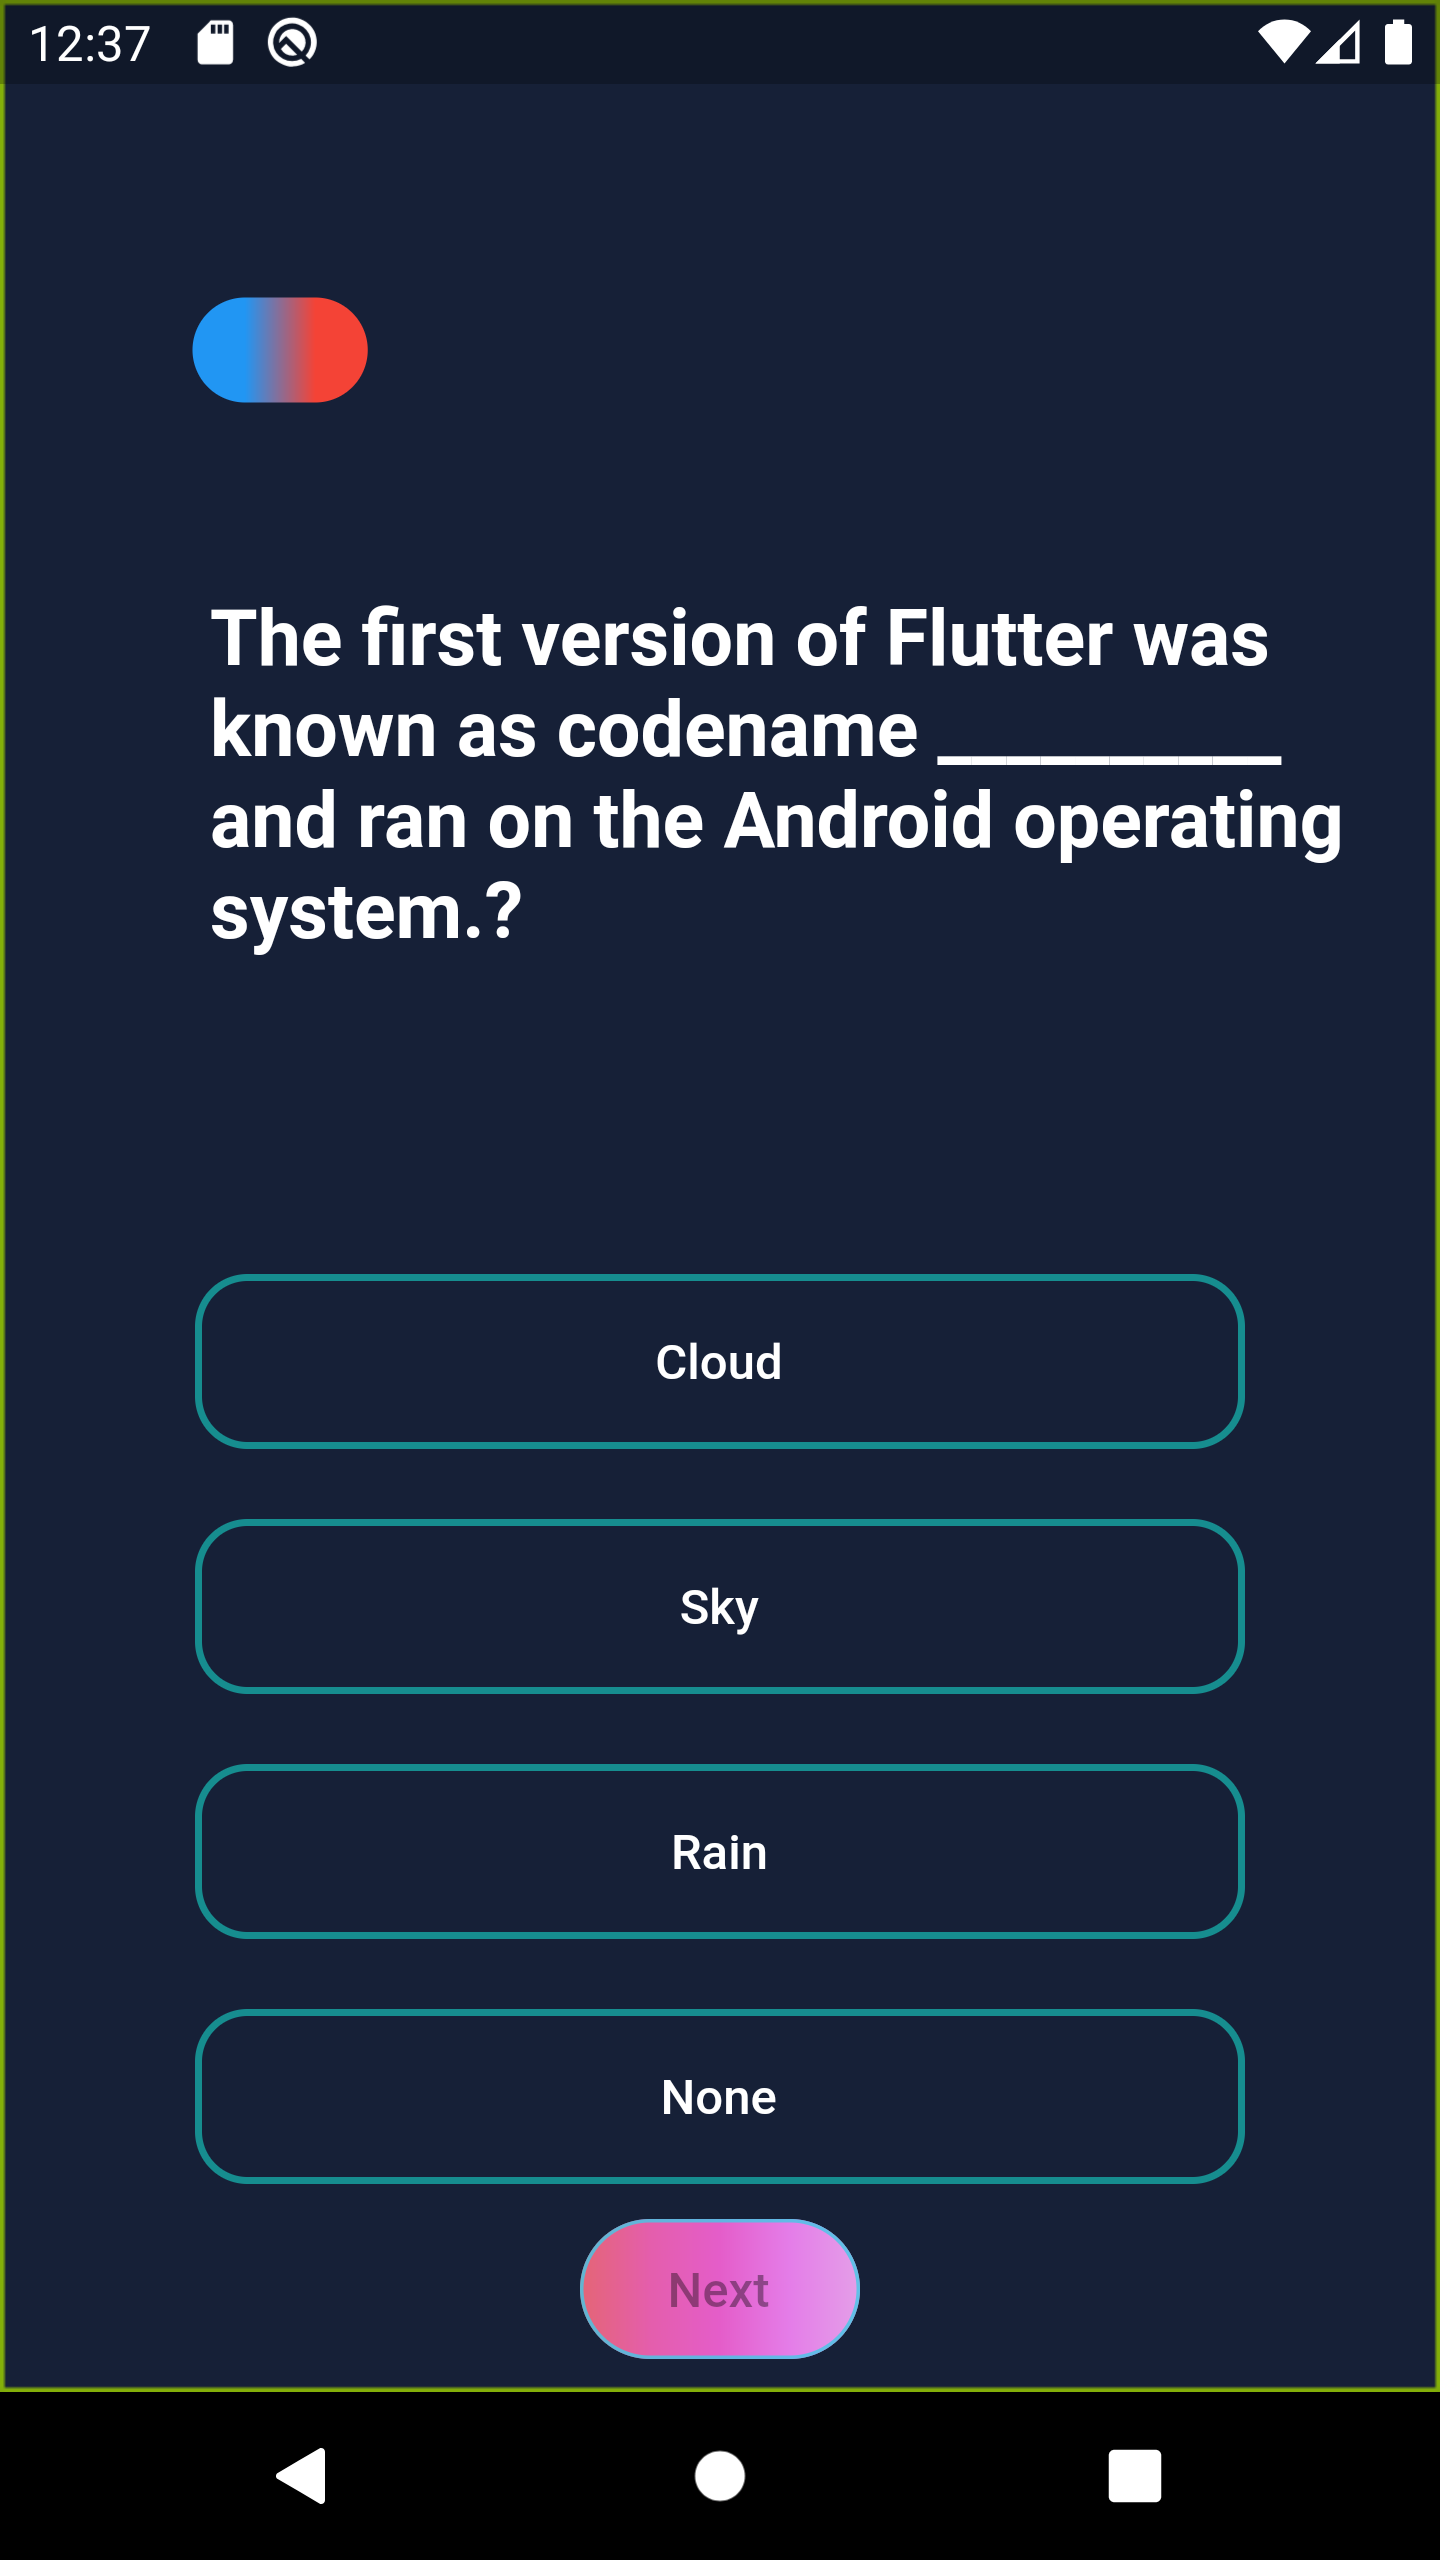 12:37
The first version of Flutter was
known as codename __________
and ran on the Android operating
system.?
Cloud
Sky
Rain
None
Next